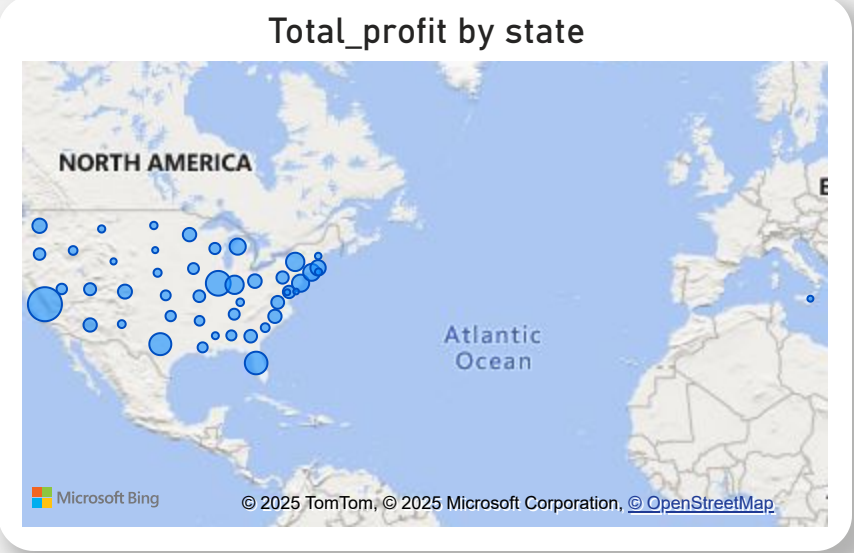 Total_profit by state
NORTH AMERICA
E
Atlantic
Ocean
Microsoft Bing
© 2025 TomTom, © 2025 Microsoft Corporation, © OpenStreetMap